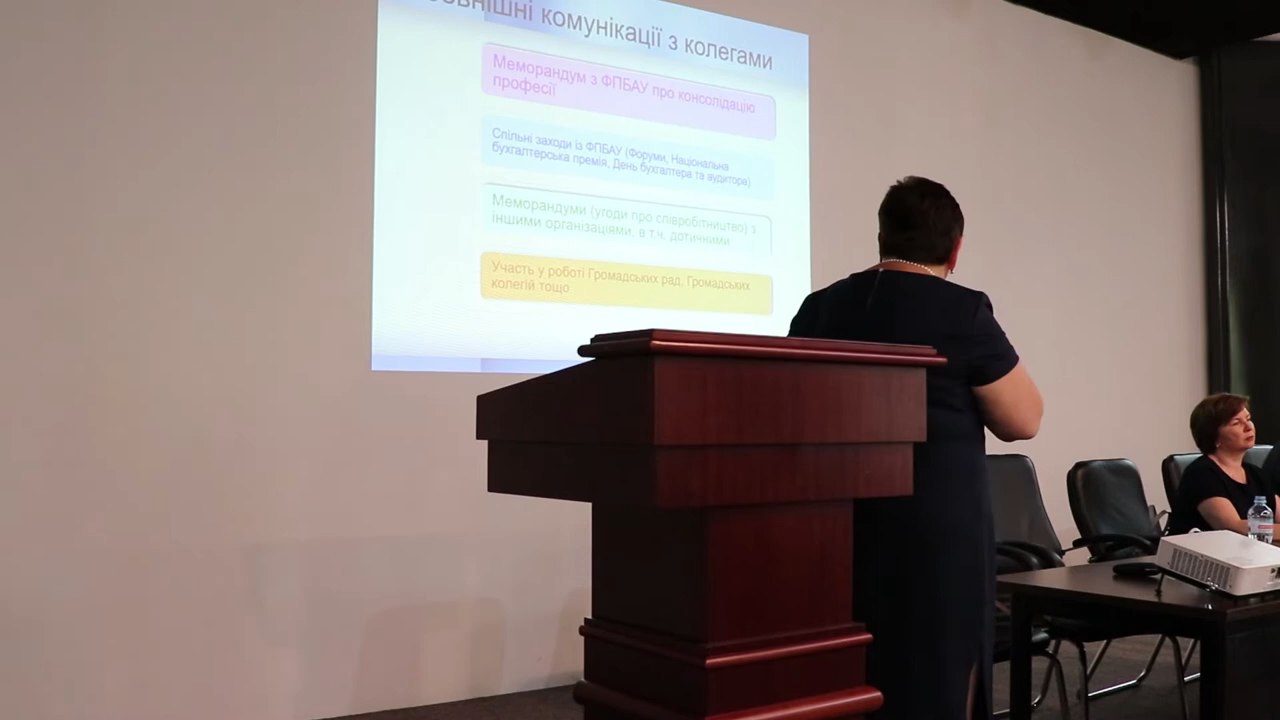 комунікації з колегами
Меморандум з ФПБАУ про консолідацію
професії
Спільні заходи із ФПБАУ (Форуми, Національна
бухгалтерська премія, День бухгалтера та аудитора)
Меморандуми (угоди про співробітництво) з
іншими організаціями, в т.ч. дотичними
Участь у роботі Громадських рад, Громадських
колегій тощо